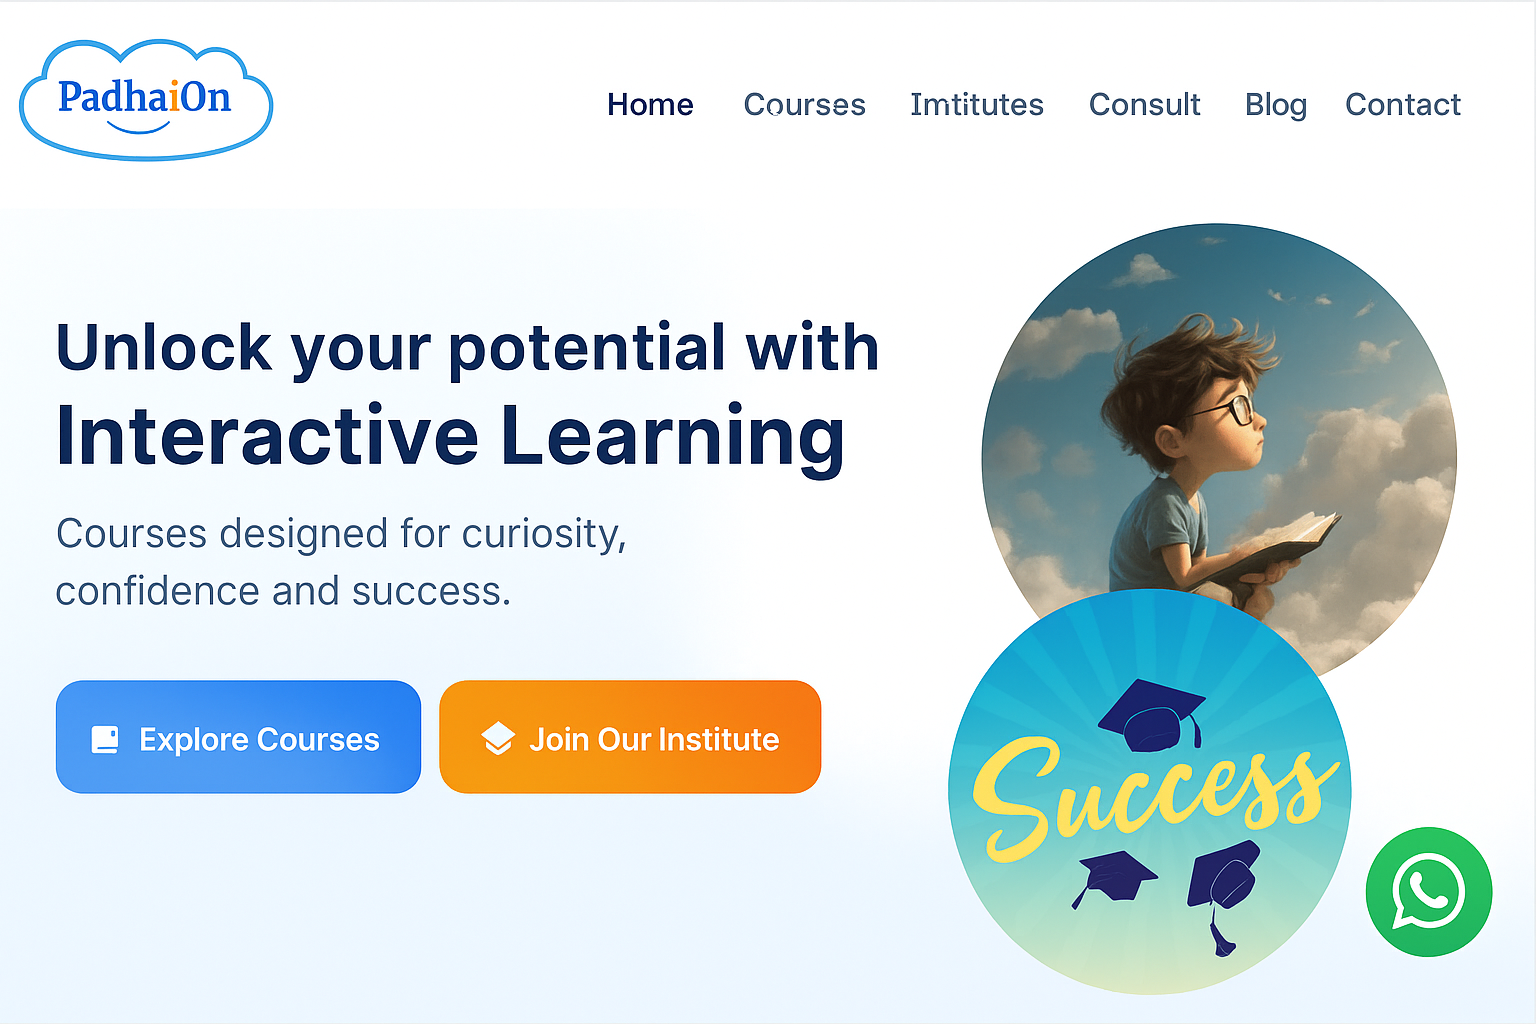 PadhaiOn
Home Courses Imtitutes Consult Blog Contact
Unlock your potential with
Interactive Learning
Courses designed for curiosity,
confidence and success.
Explore Courses
Join Our Institute
Success